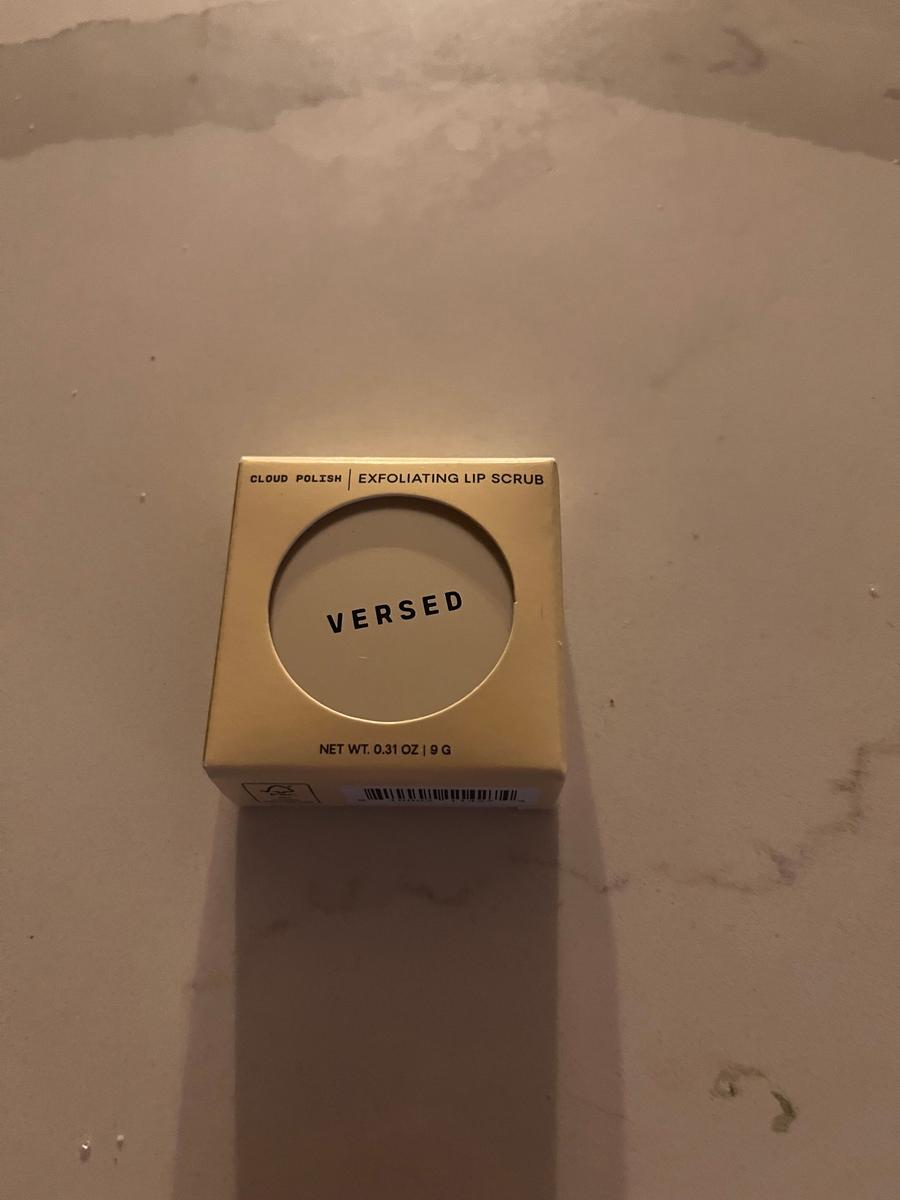 CLOUD POLISH | EXFOLIATING LIP SCRUB
VERSED
NET WT. 0.31 OZ | 9 G